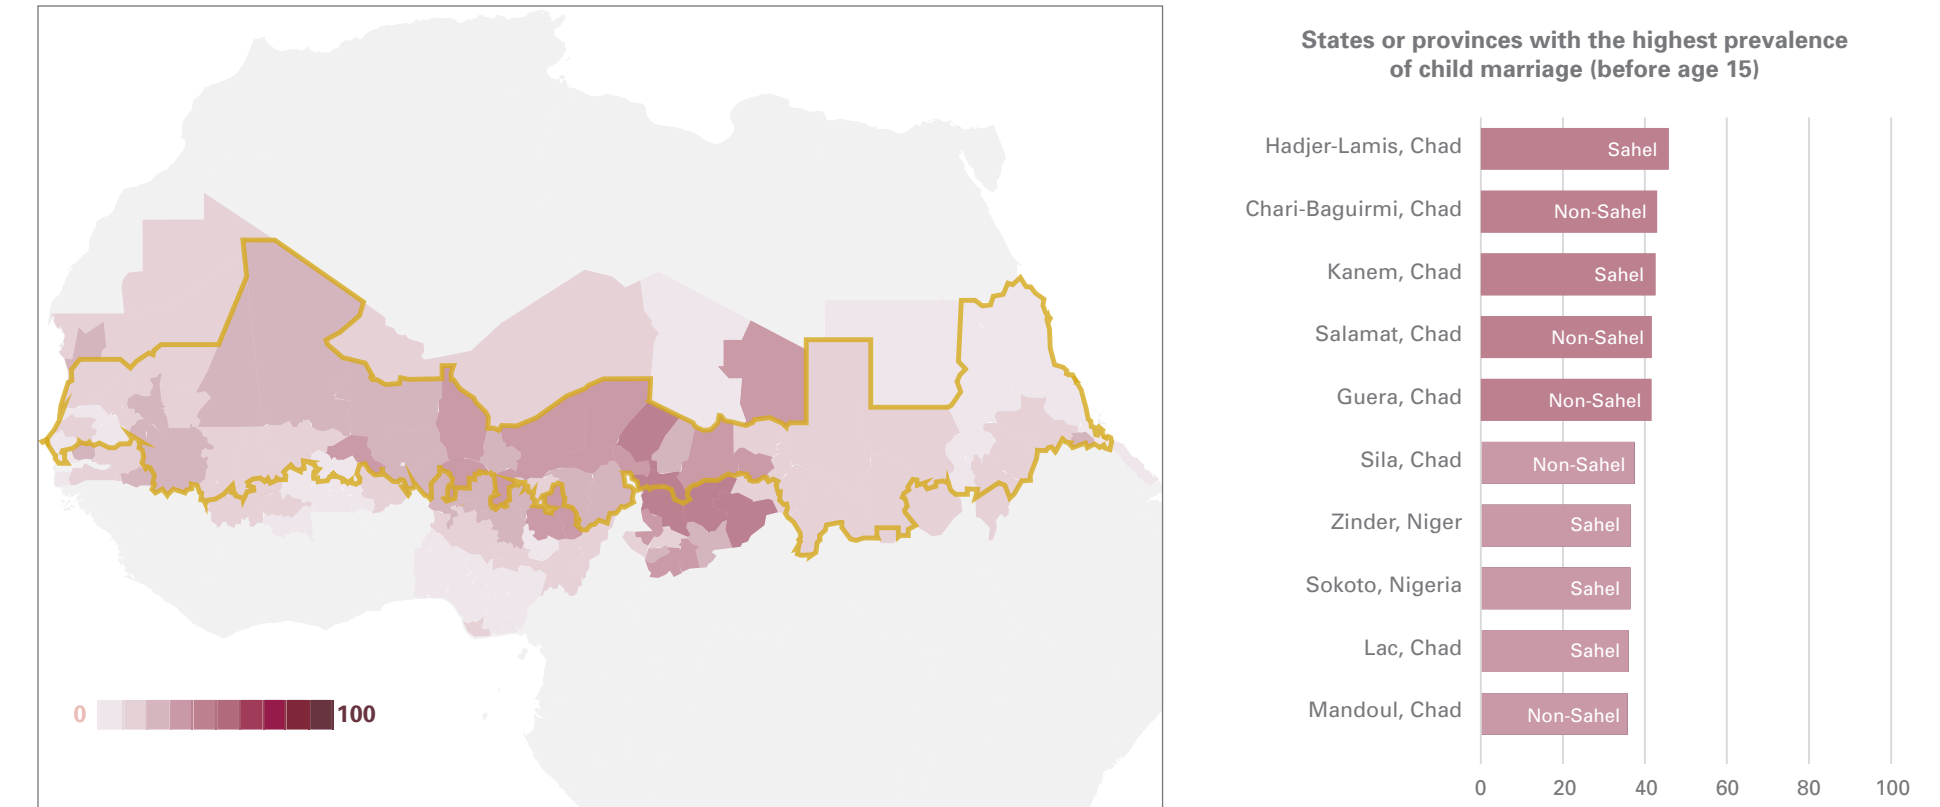 States or provinces with the highest prevalence
of child marriage (before age 15)
Hadjer-Lamis, Chad
Sahel
Chari-Baguirmi, Chad
Non-Sahel
Kanem, Chad
Sahel
Salamat, Chad
Non-Sahel
Guera, Chad
Non-Sahel
Sila, Chad
Non-Sahel
Zinder, Niger
Sahel
Sokoto, Nigeria
Sahel
Lac, Chad
Sahel
Mandoul, Chad
Non-Sahel
0 20 40 60 80 100
0 100